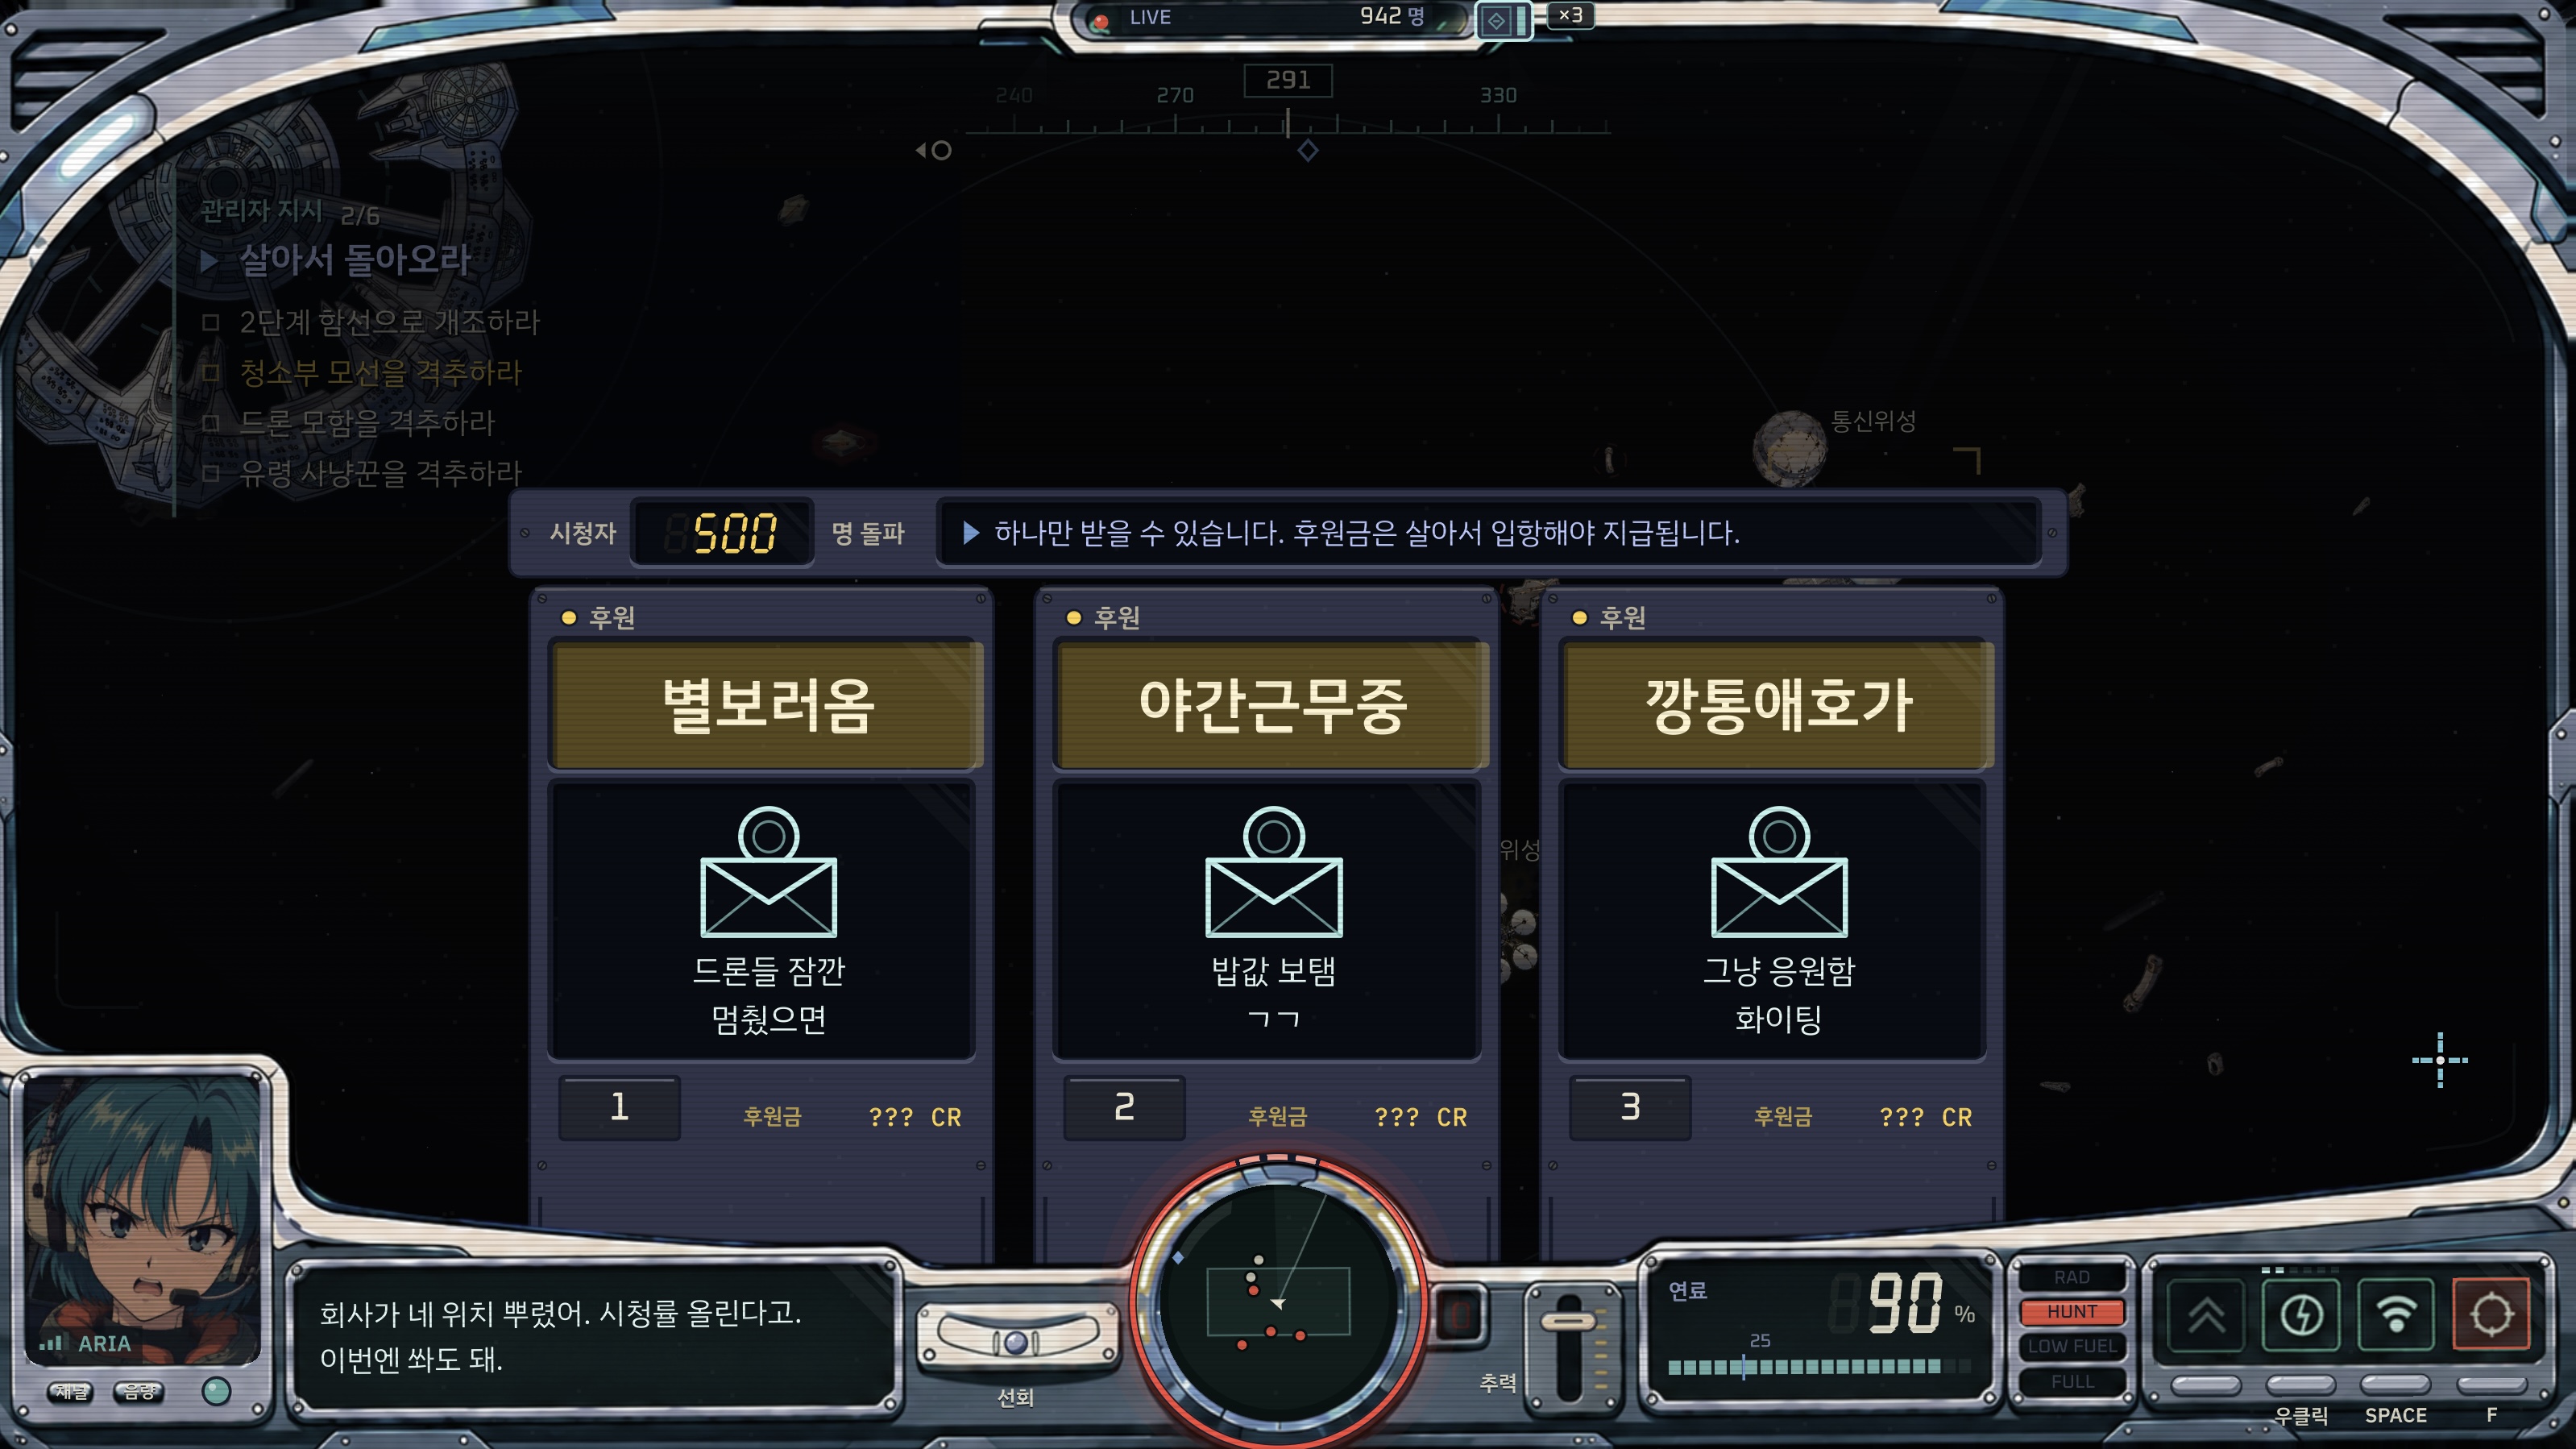 LIVE 942 명 ×3
291
240 270 330
관리자 지시 2/6
살아서 돌아오라
2단계 함선으로 개조하라
청소부 모선을 격추하라
드론 모함을 격추하라
유령 사냥꾼을 격추하라
통신위성
시청자 500 명 돌파
하나만 받을 수 있습니다. 후원금은 살아서 입항해야 지급됩니다.
후원
별보러옴
드론들 잠깐
멈췄으면
1 후원금 ??? CR
후원
야간근무중
밥값 보탬
ㄱㄱ
2 후원금 ??? CR
후원
깡통애호가
그냥 응원함
화이팅
3 후원금 ??? CR
위성
ARIA
채널 음량
회사가 네 위치 뿌렸어. 시청률 올린다고.
이번엔 쏴도 돼.
선회
0
추력
연료 90 %
25
RAD
HUNT
LOW FUEL
FULL
우클릭 SPACE F